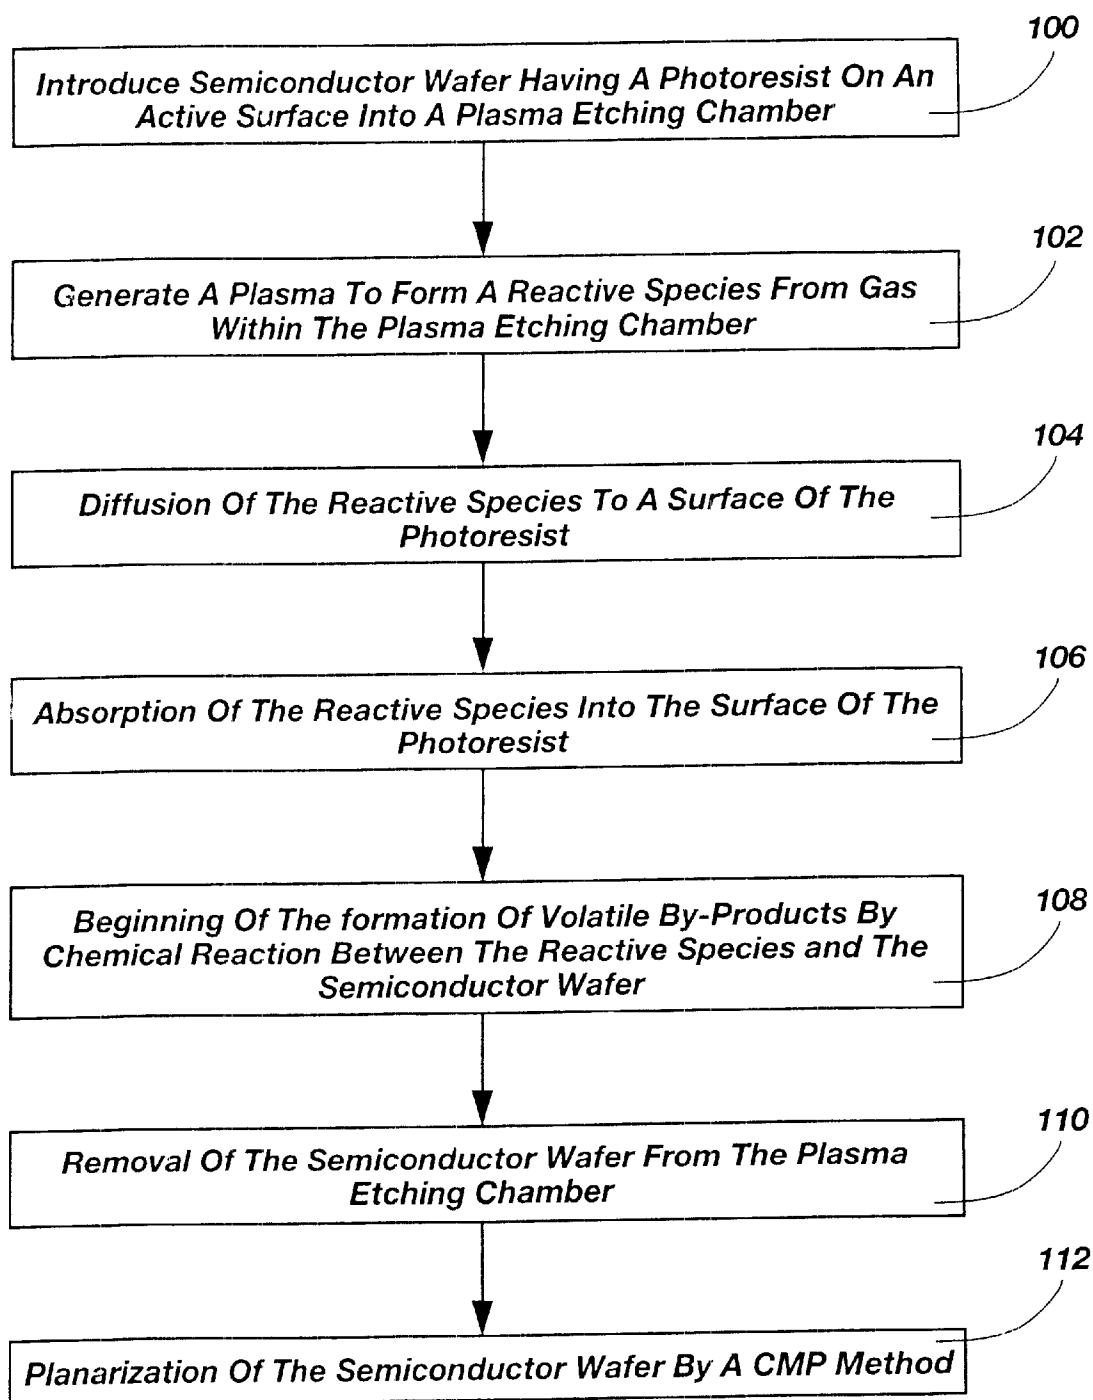 100
Introduce Semiconductor Wafer Having A Photoresist On An
Active Surface Into A Plasma Etching Chamber
102
Generate A Plasma To Form A Reactive Species From Gas
Within The Plasma Etching Chamber
104
Diffusion Of The Reactive Species To A Surface Of The
Photoresist
106
Absorption Of The Reactive Species Into The Surface Of The
Photoresist
108
Beginning Of The formation Of Volatile By-Products By
Chemical Reaction Between The Reactive Species and The
Semiconductor Wafer
110
Removal Of The Semiconductor Wafer From The Plasma
Etching Chamber
112
Planarization Of The Semiconductor Wafer By A CMP Method